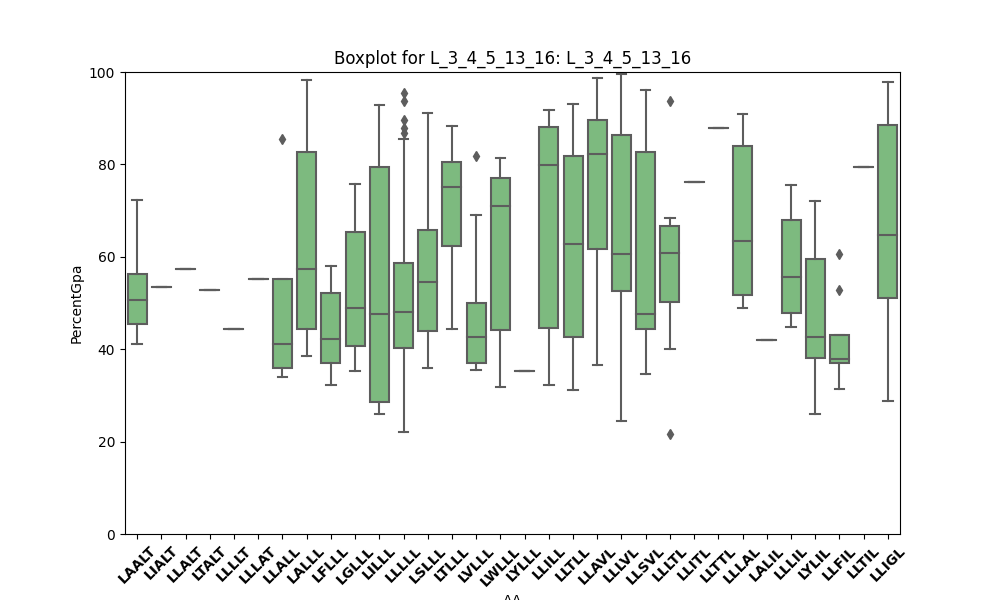 Boxplot for L_3_4_5_13_16: L_3_4_5_13_16
100
80
60
40
20
0
PercentGpa
LAALT LIALT LLALT LTALT LLLLT LLLAT LLALL LALLL LFLLL LGLLL LILLL LLLLL LSLLL LTLLL LVLLL LWLLL LYLLL LLILL LLTLL LLAVL LLLVL LLSVL LLLTL LLITL LLTTL LLLAL LALIL LLLIL LYLIL LLFIL LLTIL LLIGL
AA